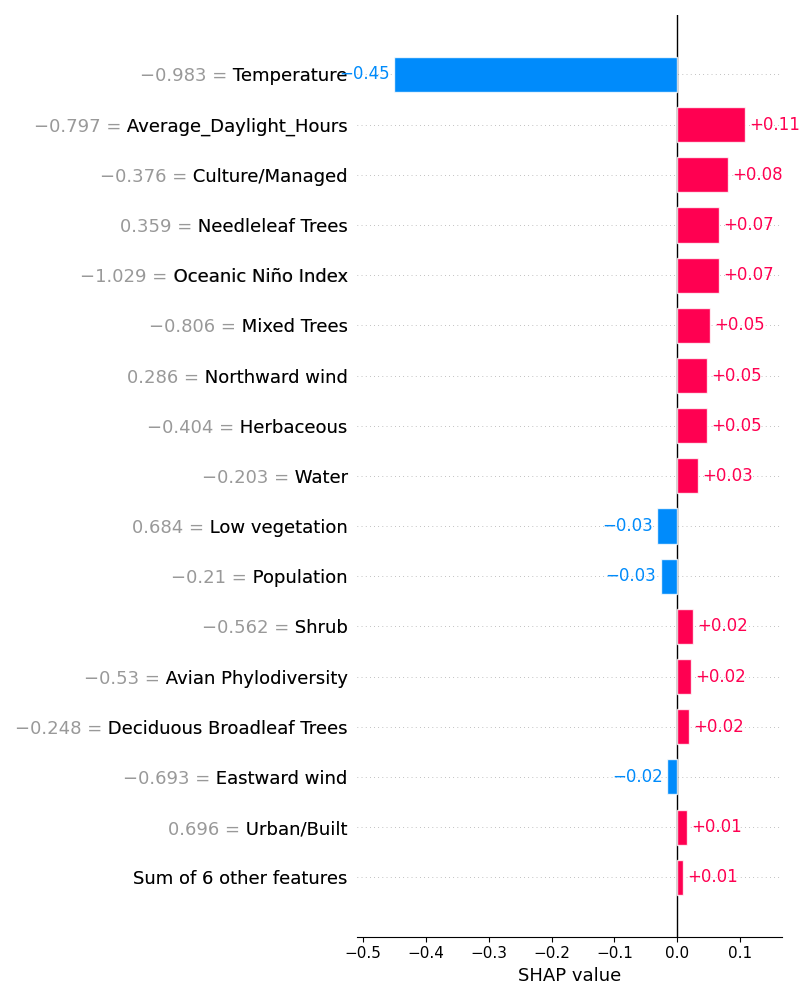 −0.983 = Temperature −0.45
−0.797 = Average_Daylight_Hours +0.11
−0.376 = Culture/Managed +0.08
0.359 = Needleleaf Trees +0.07
−1.029 = Oceanic Niño Index +0.07
−0.806 = Mixed Trees +0.05
0.286 = Northward wind +0.05
−0.404 = Herbaceous +0.05
−0.203 = Water +0.03
0.684 = Low vegetation −0.03
−0.21 = Population −0.03
−0.562 = Shrub +0.02
−0.53 = Avian Phylodiversity +0.02
−0.248 = Deciduous Broadleaf Trees +0.02
−0.693 = Eastward wind −0.02
0.696 = Urban/Built +0.01
Sum of 6 other features +0.01
−0.5 −0.4 −0.3 −0.2 −0.1 0.0 0.1
SHAP value